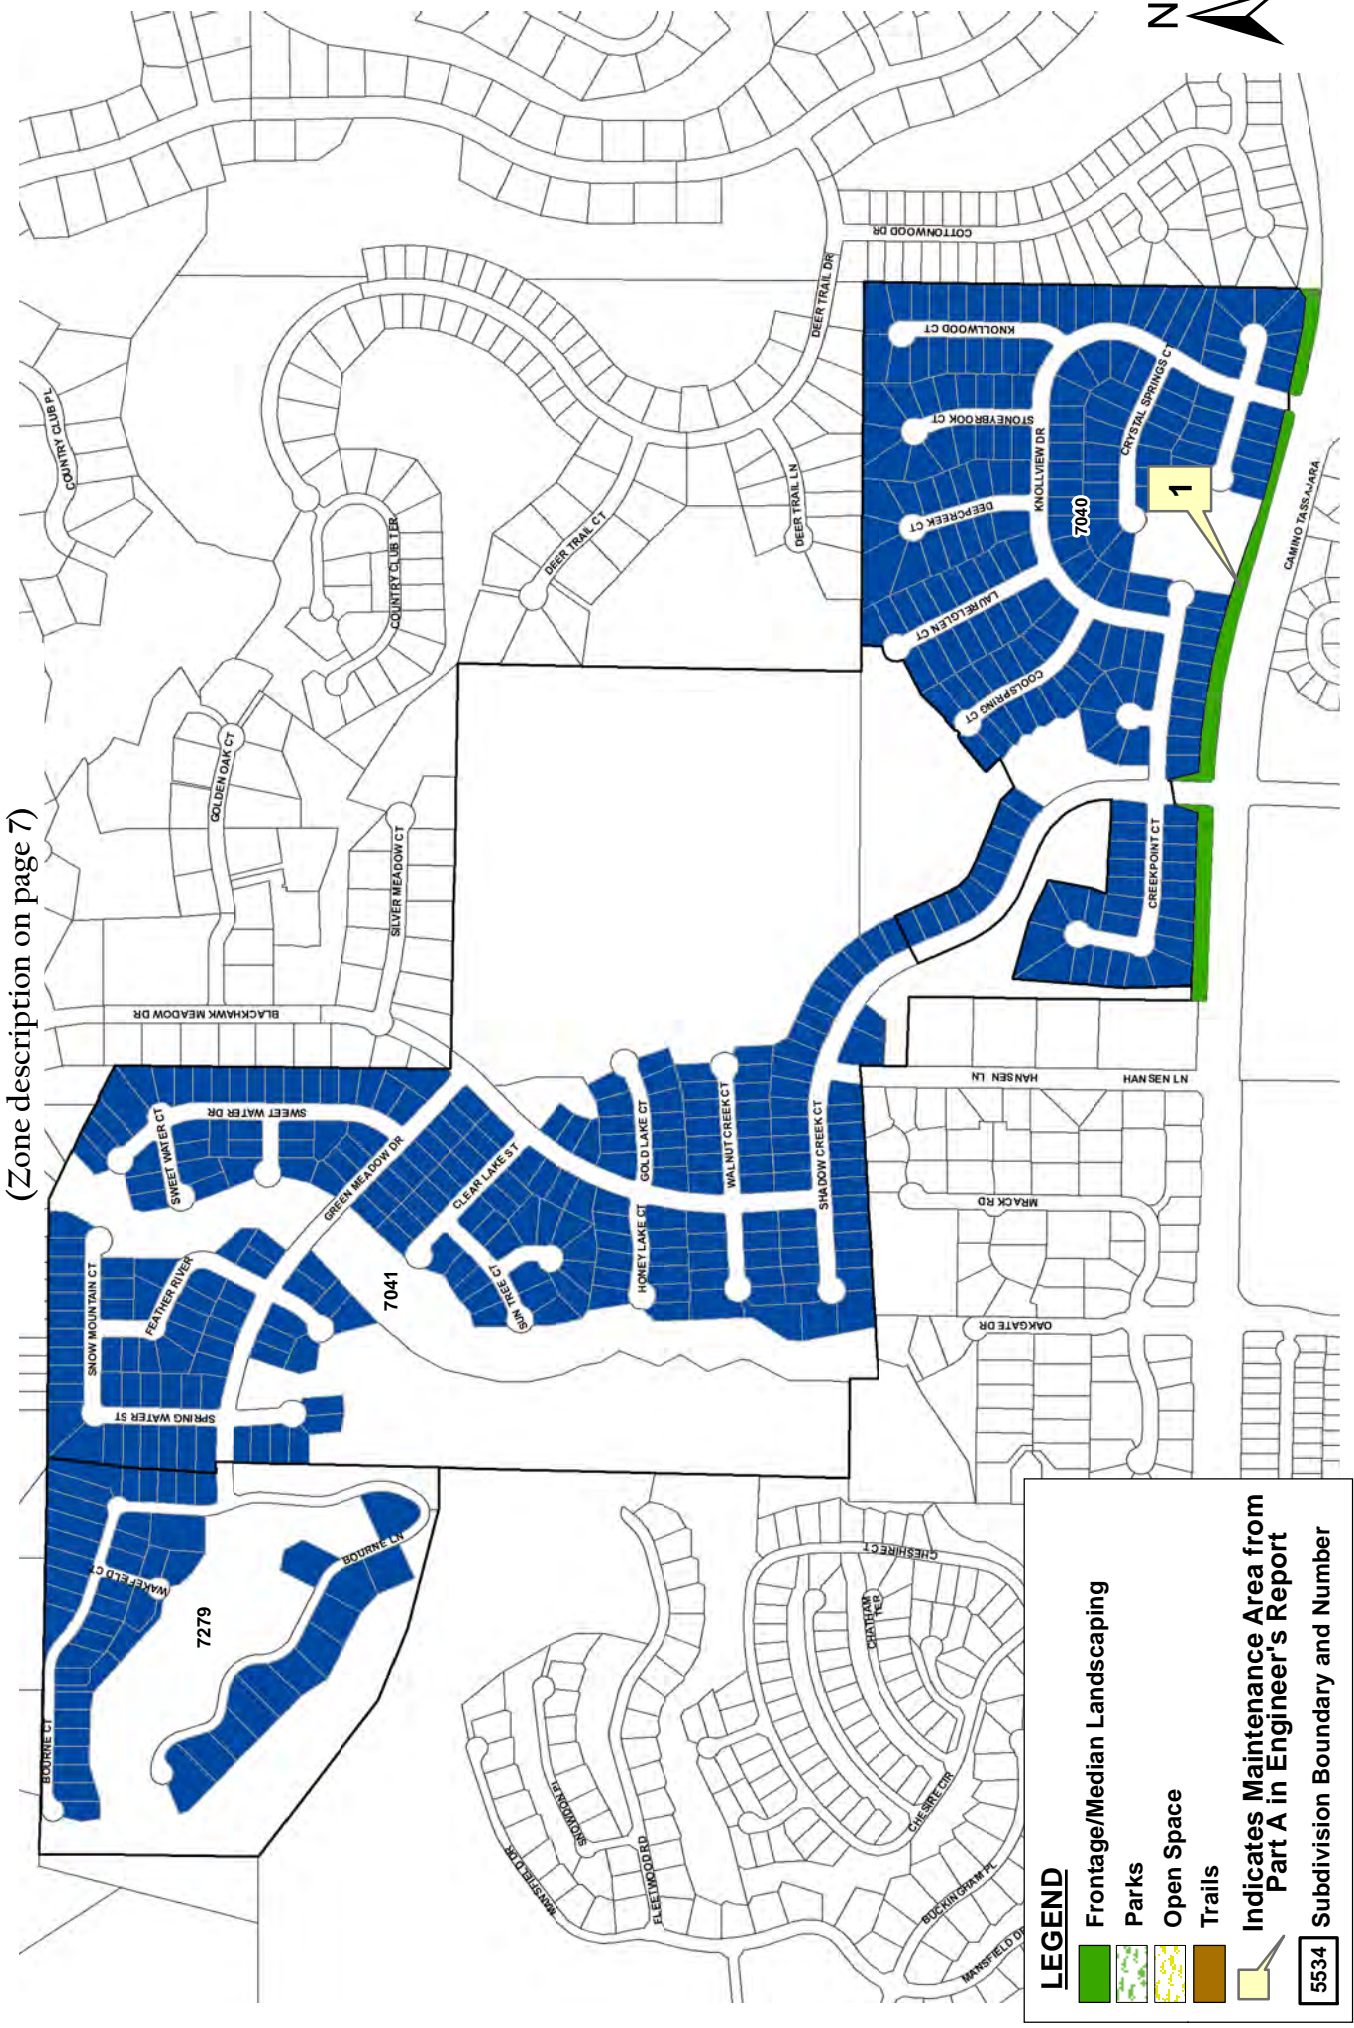 (Zone description on page 7)
N
COUNTRY CLUB PL
COTTONWOOD DR
DEER TRAIL DR
KNOLLWOOD CT
STONEYBROOK CT
CRYSTAL SPRINGS CT
KNOLLVIEW DR
DEEPCREEK CT
7040
1
CAMINO TASSAJARA
DEER TRAIL LN
DEER TRAIL CT
COUNTRY CLUB TER
LAURELGLEN CT
COOLSPRING CT
GOLDEN OAK CT
SILVER MEADOW CT
CREEKPOINT CT
BLACKHAWK MEADOW DR
HANSEN LN
HANSEN LN
SWEET WATER DR
SWEET WATER CT
GREEN MEADOW DR
CLEAR LAKE ST
GOLD LAKE CT
WALNUT CREEK CT
SHADOW CREEK CT
MRACK RD
HONEY LAKE CT
SUN TREE CT
7041
FEATHER RIVER
SNOW MOUNTAIN CT
SPRING WATER ST
OAKGATE DR
WAKEFIELD CT
BOURNE LN
7279
BOURNE CT
CHESHIRE CT
CHATHAM
TER
SNOWDON PL
MANSFIELD DR
FLEETWOOD RD
CHESIRE CIR
BUCKINGHAM PL
MANSFIELD DR
LEGEND
Frontage/Median Landscaping
Parks
Open Space
Trails
Indicates Maintenance Area from
Part A in Engineer's Report
5534
Subdivision Boundary and Number